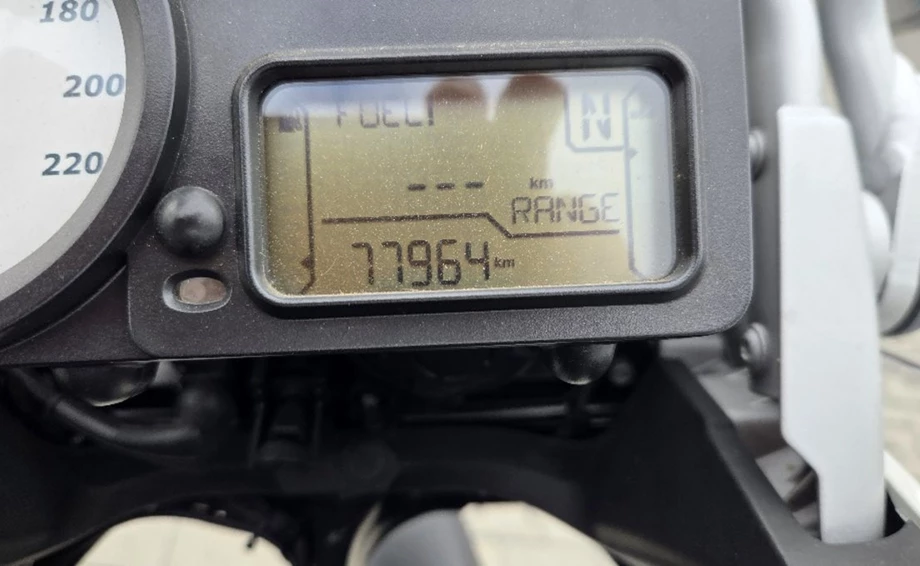 180
200
220
FUEL!
N
--- km
RANGE
77964 km